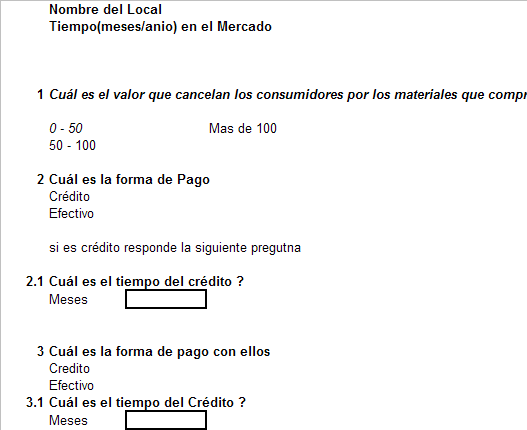 Nombre del Local
Tiempo(meses/anio) en el Mercado
1 Cuál es el valor que cancelan los consumidores por los materiales que compr
0 - 50 Mas de 100
50 - 100
2 Cuál es la forma de Pago
Crédito
Efectivo
si es crédito responde la siguiente pregutna
2.1 Cuál es el tiempo del crédito ?
Meses
3 Cuál es la forma de pago con ellos
Credito
Efectivo
3.1 Cuál es el tiempo del Crédito ?
Meses